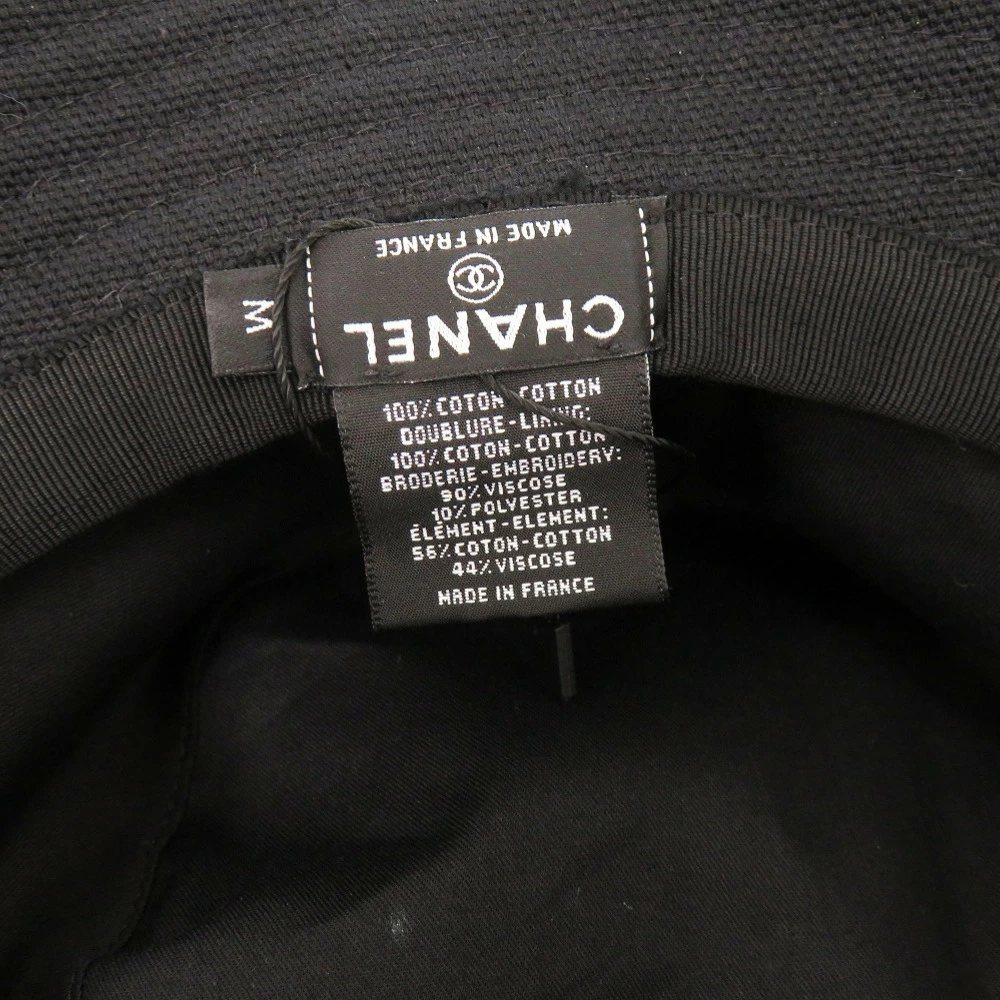 CHANEL
MADE IN FRANCE
M
100% COTON-COTTON
DOUBLURE-LINING:
100% COTON-COTTON
BRODERIE-EMBROIDERY:
90% VISCOSE
10% POLYESTER
ÉLÉMENT-ELEMENT:
56% COTON-COTTON
44% VISCOSE
MADE IN FRANCE